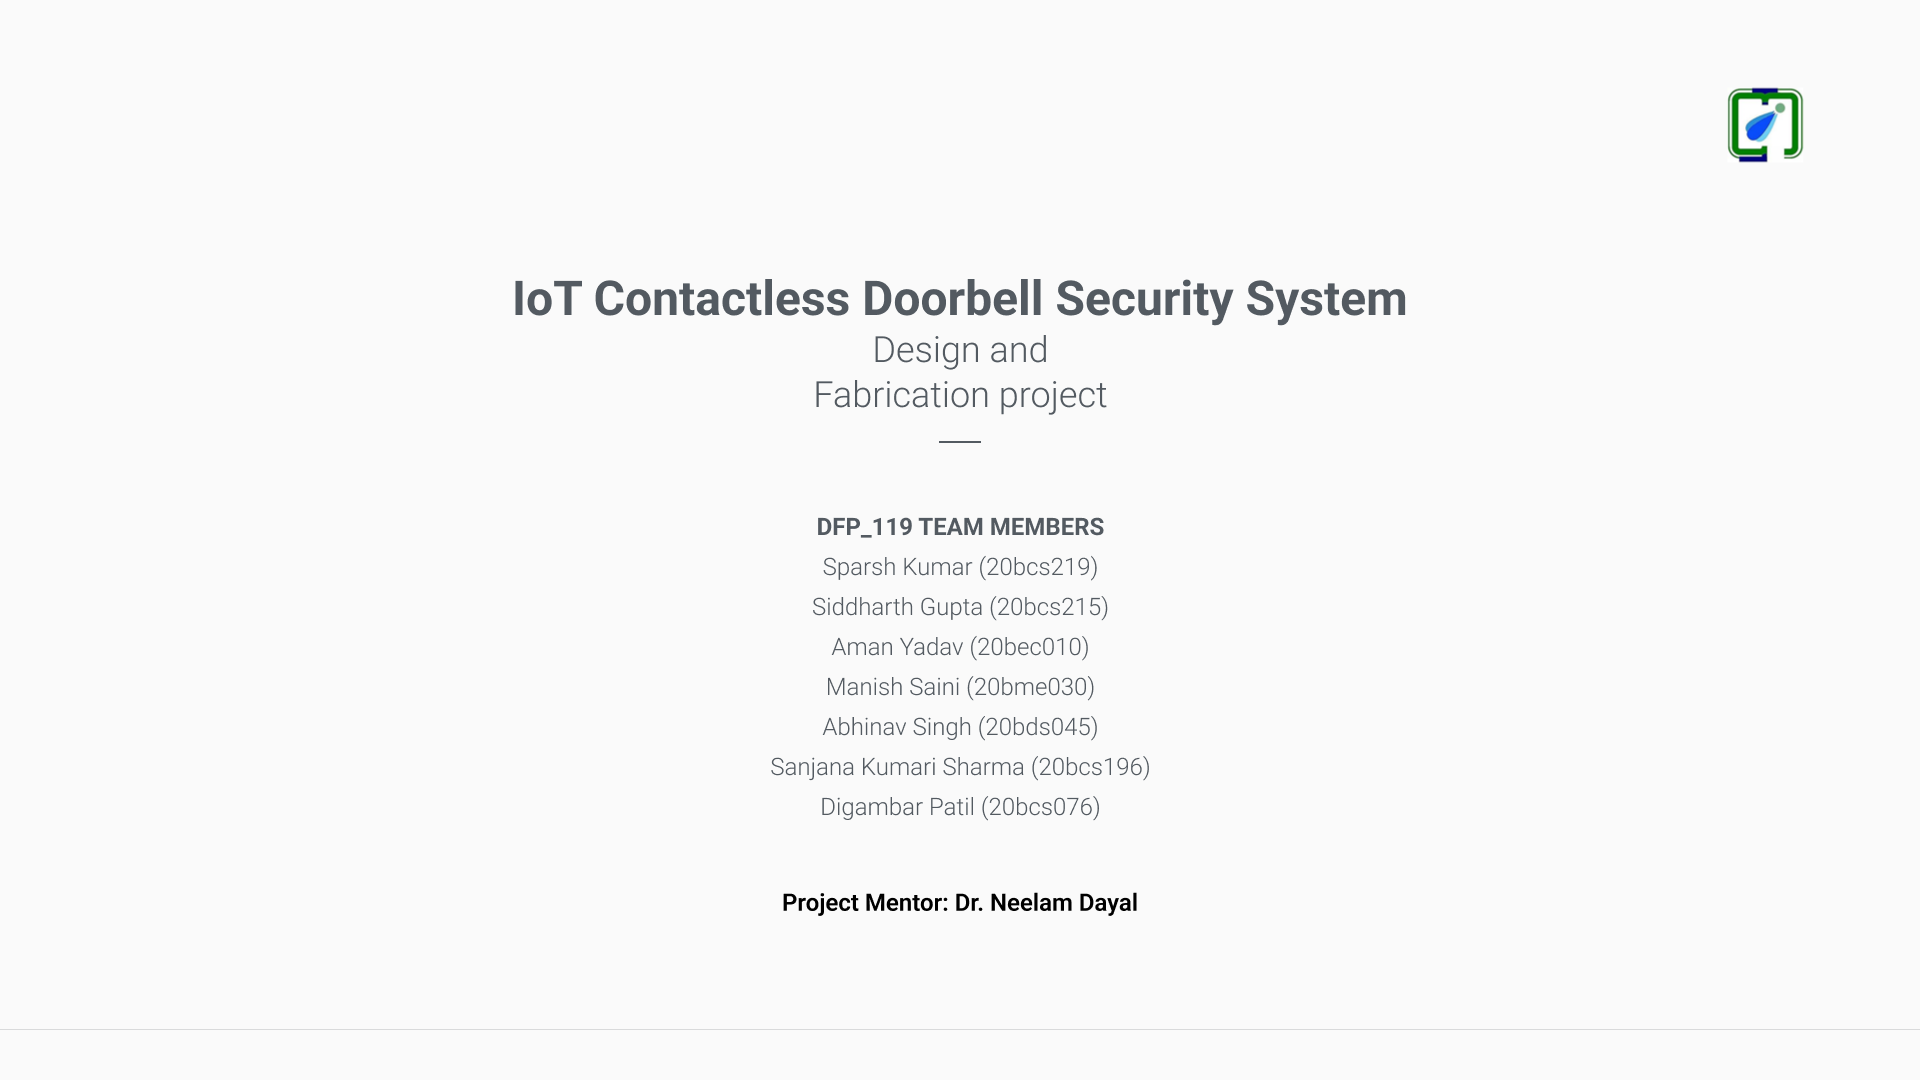 IoT Contactless Doorbell Security System
Design and
Fabrication project
DFP_119 TEAM MEMBERS
Sparsh Kumar (20bcs219)
Siddharth Gupta (20bcs215)
Aman Yadav (20bec010)
Manish Saini (20bme030)
Abhinav Singh (20bds045)
Sanjana Kumari Sharma (20bcs196)
Digambar Patil (20bcs076)
Project Mentor: Dr. Neelam Dayal